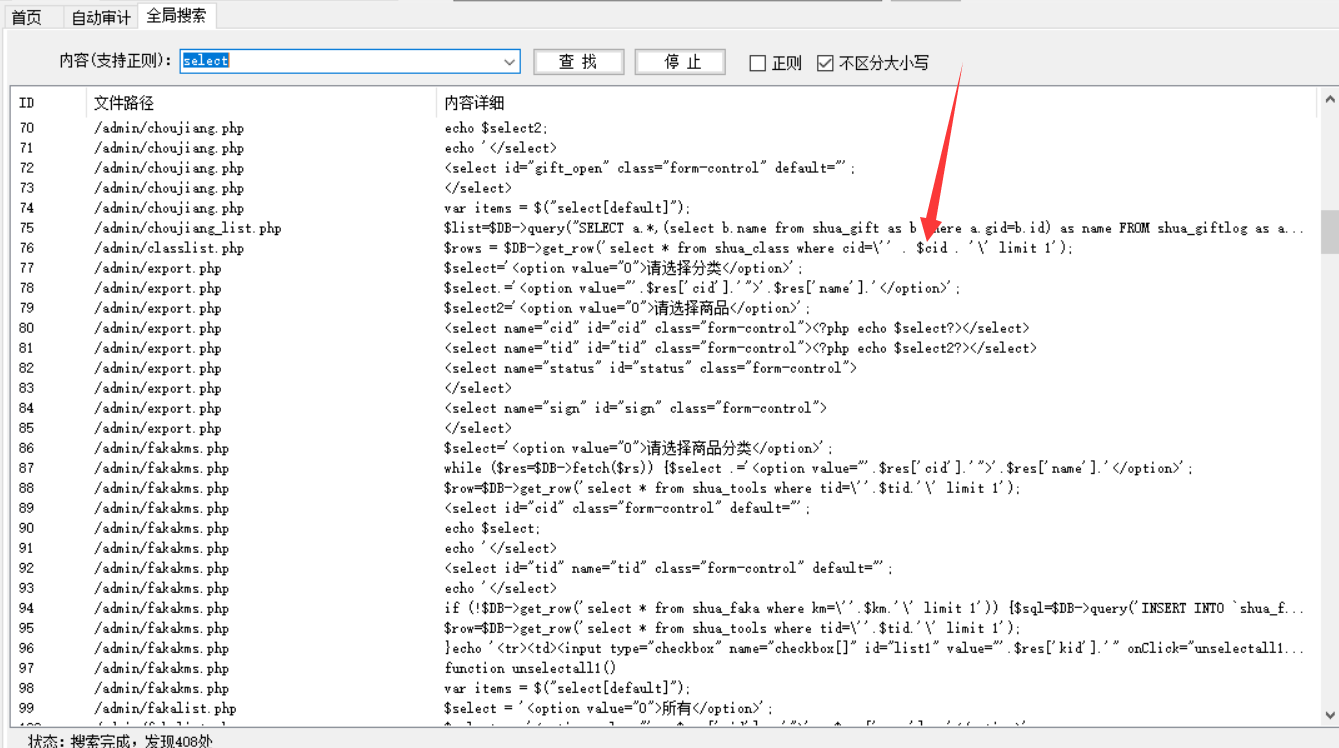 首页 自动审计 全局搜索
内容(支持正则): select 查 找 停 止 正则 不区分大小写
ID 文件路径 内容详细
70 /admin/choujiang.php echo $select2;
71 /admin/choujiang.php echo '</select>
72 /admin/choujiang.php <select id="gift_open" class="form-control" default="';
73 /admin/choujiang.php </select>
74 /admin/choujiang.php var items = $("select[default]");
75 /admin/choujiang_list.php $list=$DB->query("SELECT a.*,(select b.name from shua_gift as b where a.gid=b.id) as name FROM shua_giftlog as a...
76 /admin/classlist.php $rows = $DB->get_row('select * from shua_class where cid=\'' . $cid . '\' limit 1');
77 /admin/export.php $select='<option value="0">请选择分类</option>';
78 /admin/export.php $select.='<option value="'.$res['cid'].'">'.$res['name'].'</option>';
79 /admin/export.php $select2='<option value="0">请选择商品</option>';
80 /admin/export.php <select name="cid" id="cid" class="form-control"><?php echo $select?></select>
81 /admin/export.php <select name="tid" id="tid" class="form-control"><?php echo $select2?></select>
82 /admin/export.php <select name="status" id="status" class="form-control">
83 /admin/export.php </select>
84 /admin/export.php <select name="sign" id="sign" class="form-control">
85 /admin/export.php </select>
86 /admin/fakakms.php $select='<option value="0">请选择商品分类</option>';
87 /admin/fakakms.php while ($res=$DB->fetch($rs)) {$select .='<option value="'.$res['cid'].'">'.$res['name'].'</option>';
88 /admin/fakakms.php $row=$DB->get_row('select * from shua_tools where tid=\''.$tid.'\' limit 1');
89 /admin/fakakms.php <select id="cid" class="form-control" default="';
90 /admin/fakakms.php echo $select;
91 /admin/fakakms.php echo '</select>
92 /admin/fakakms.php <select id="tid" name="tid" class="form-control" default="';
93 /admin/fakakms.php echo '</select>
94 /admin/fakakms.php if (!$DB->get_row('select * from shua_faka where km=\''.$km.'\' limit 1')) {$sql=$DB->query('INSERT INTO `shua_f...
95 /admin/fakakms.php $row=$DB->get_row('select * from shua_tools where tid=\''.$tid.'\' limit 1');
96 /admin/fakakms.php }echo '<tr><td><input type="checkbox" name="checkbox[]" id="list1" value="'.$res['kid'].'" onClick="unselectall1...
97 /admin/fakakms.php function unselectall1()
98 /admin/fakakms.php var items = $("select[default]");
99 /admin/fakalist.php $select = '<option value="0">所有</option>';
状态: 搜索完成，发现408处